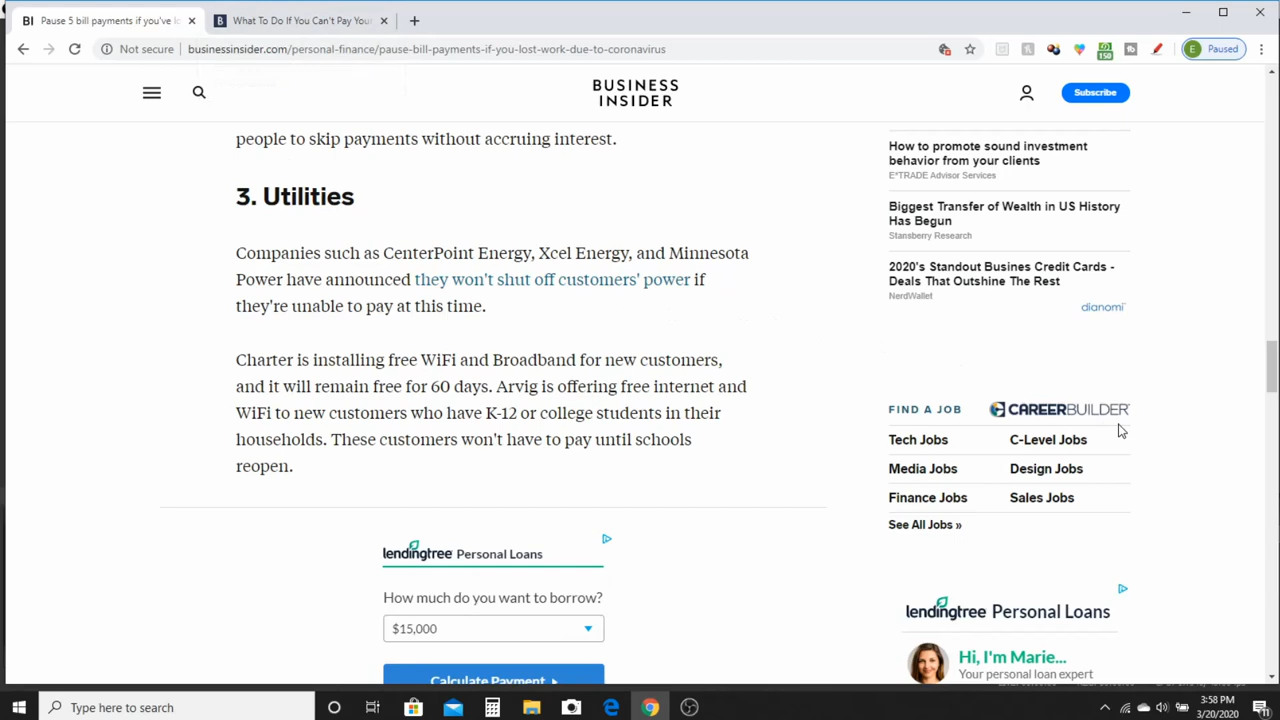 BI Pause 5 bill payments if you've lo
What To Do If You Can't Pay Your
Not secure
businessinsider.com/personal-finance/pause-bill-payments-if-you-lost-work-due-to-coronavirus
158
E Paused
BUSINESS
INSIDER
Subscribe
people to skip payments without accruing interest.
3. Utilities
Companies such as CenterPoint Energy, Xcel Energy, and Minnesota
Power have announced they won't shut off customers' power if
they're unable to pay at this time.
Charter is installing free WiFi and Broadband for new customers,
and it will remain free for 60 days. Arvig is offering free internet and
WiFi to new customers who have K-12 or college students in their
households. These customers won't have to pay until schools
reopen.
lendingtree Personal Loans
How much do you want to borrow?
$15,000
Calculate Payment
How to promote sound investment
behavior from your clients
E*TRADE Advisor Services
Biggest Transfer of Wealth in US History
Has Begun
Stansberry Research
2020's Standout Busines Credit Cards -
Deals That Outshine The Rest
NerdWallet
dianomi
FIND A JOB CAREERBUILDER
Tech Jobs C-Level Jobs
Media Jobs Design Jobs
Finance Jobs Sales Jobs
See All Jobs »
lendingtree Personal Loans
Hi, I'm Marie...
Your personal loan expert
Type here to search
3:58 PM
3/20/2020